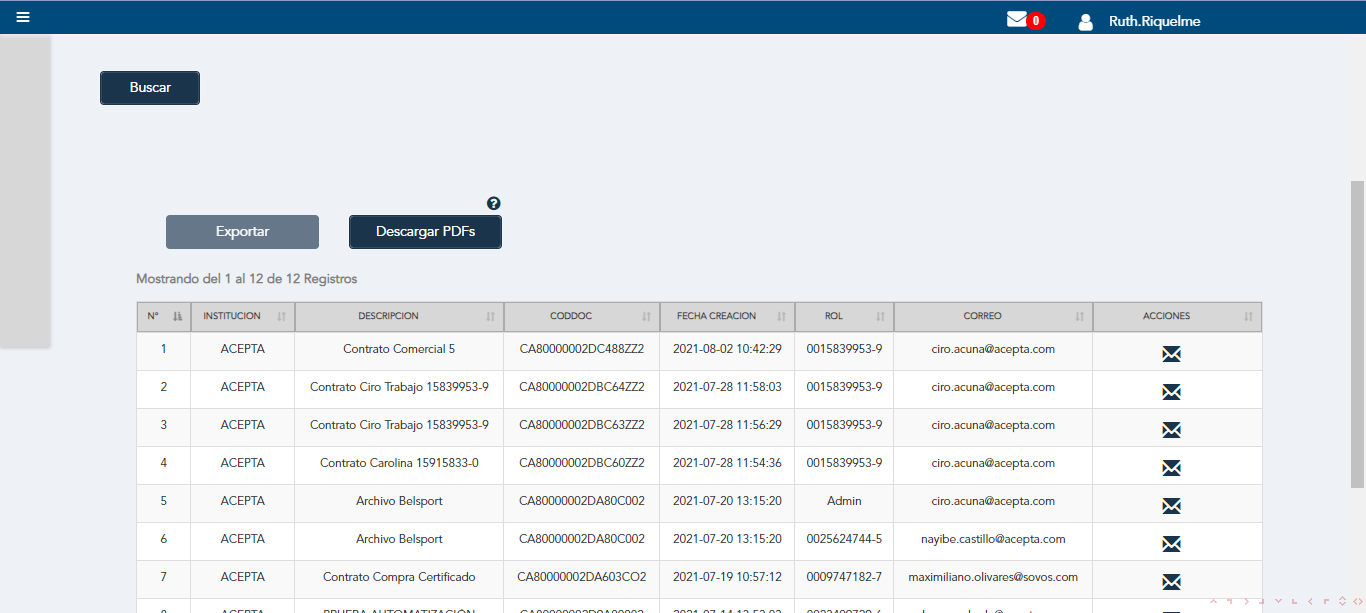 0 Ruth.Riquelme
Buscar
?
Exportar Descargar PDFs
Mostrando del 1 al 12 de 12 Registros
N° INSTITUCION DESCRIPCION CODDOC FECHA CREACION ROL CORREO ACCIONES
1 ACEPTA Contrato Comercial 5 CA80000002DC488ZZ2 2021-08-02 10:42:29 0015839953-9 ciro.acuna@acepta.com
2 ACEPTA Contrato Ciro Trabajo 15839953-9 CA80000002DBC64ZZ2 2021-07-28 11:58:03 0015839953-9 ciro.acuna@acepta.com
3 ACEPTA Contrato Ciro Trabajo 15839953-9 CA80000002DBC63ZZ2 2021-07-28 11:56:29 0015839953-9 ciro.acuna@acepta.com
4 ACEPTA Contrato Carolina 15915833-0 CA80000002DBC60ZZ2 2021-07-28 11:54:36 0015839953-9 ciro.acuna@acepta.com
5 ACEPTA Archivo Belsport CA80000002DA80C002 2021-07-20 13:15:20 Admin ciro.acuna@acepta.com
6 ACEPTA Archivo Belsport CA80000002DA80C002 2021-07-20 13:15:20 0025624744-5 nayibe.castillo@acepta.com
7 ACEPTA Contrato Compra Certificado CA80000002DA603CO2 2021-07-19 10:57:12 0009747182-7 maximiliano.olivares@sovos.com
8 ACEPTA PRUEBA AUTOMATIZACIÓN